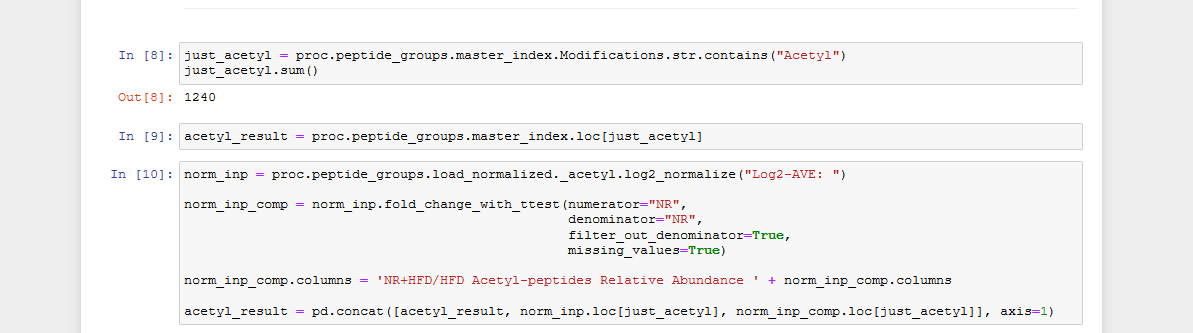 In [8]: just_acetyl = proc.peptide_groups.master_index.Modifications.str.contains("Acetyl")
just_acetyl.sum()
Out[8]: 1240
In [9]: acetyl_result = proc.peptide_groups.master_index.loc[just_acetyl]
In [10]: norm_inp = proc.peptide_groups.load_normalized._acetyl.log2_normalize("Log2-AVE: ")
norm_inp_comp = norm_inp.fold_change_with_ttest(numerator="NR",
denominator="NR",
filter_out_denominator=True,
missing_values=True)
norm_inp_comp.columns = 'NR+HFD/HFD Acetyl-peptides Relative Abundance ' + norm_inp_comp.columns
acetyl_result = pd.concat([acetyl_result, norm_inp.loc[just_acetyl], norm_inp_comp.loc[just_acetyl]], axis=1)